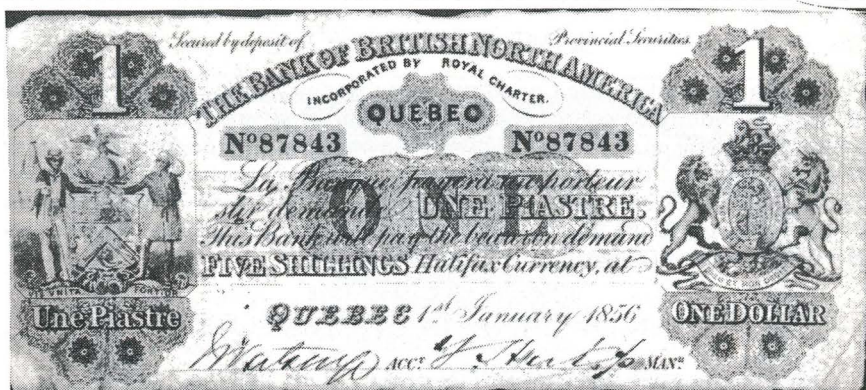 1 Secured by deposit of Provincial Securities. 1
THE BANK OF BRITISH NORTH AMERICA
INCORPORATED BY ROYAL CHARTER.
QUEBEC
Nº87843 Nº87843
La Banque payera au porteur
sur demande UNE PIASTRE.
ONE
This Bank will pay the bearer on demand
FIVE SHILLINGS Halifax Currency, at
Une Piastre QUEBEC 1st January 1856 ONE DOLLAR
ACCT MANR